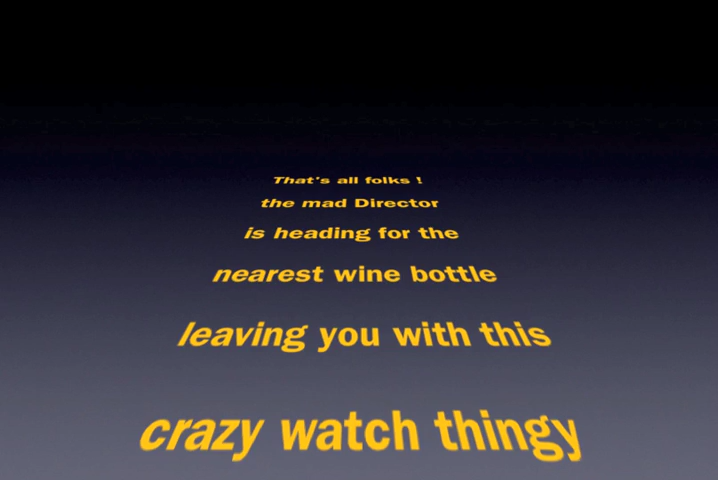 That's all folks !
the mad Director
is heading for the
nearest wine bottle
leaving you with this
crazy watch thingy